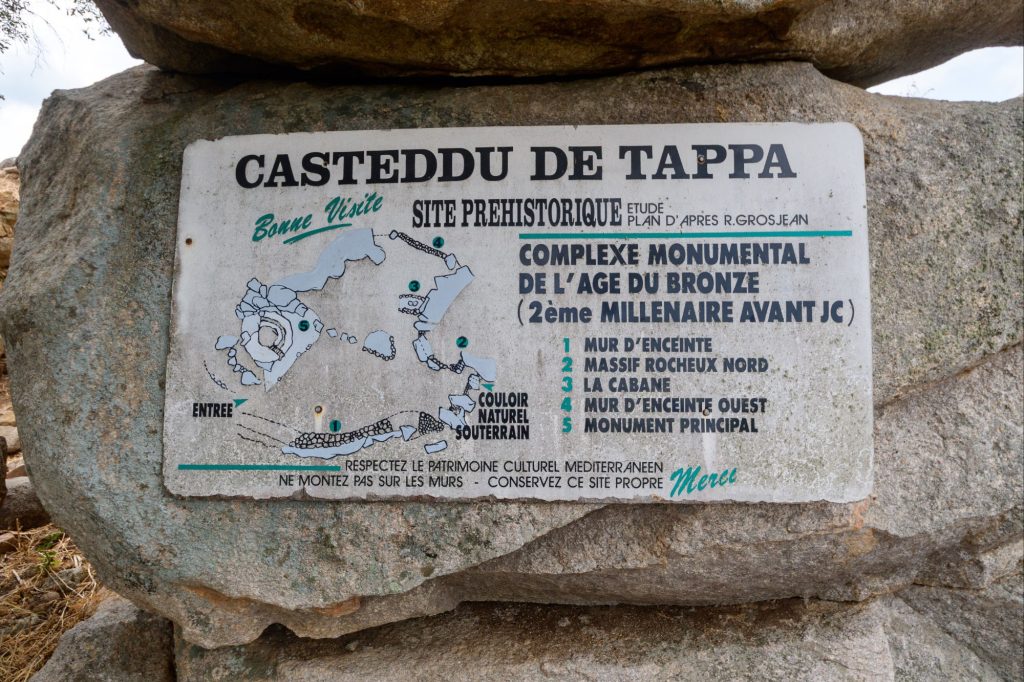 CASTEDDU DE TAPPA
Bonne Visite
SITE PREHISTORIQUE
ETUDE
PLAN D'APRÈS R.GROSJEAN
COMPLEXE MONUMENTAL
DE L'AGE DU BRONZE
(2ème MILLENAIRE AVANT JC)
1 MUR D'ENCEINTE
2 MASSIF ROCHEUX NORD
3 LA CABANE
4 MUR D'ENCEINTE OUEST
5 MONUMENT PRINCIPAL
4
3
5
2
1
ENTREE
COULOIR
NATUREL
SOUTERRAIN
RESPECTEZ LE PATRIMOINE CULTUREL MEDITERRANEEN
NE MONTEZ PAS SUR LES MURS - CONSERVEZ CE SITE PROPRE
Merci